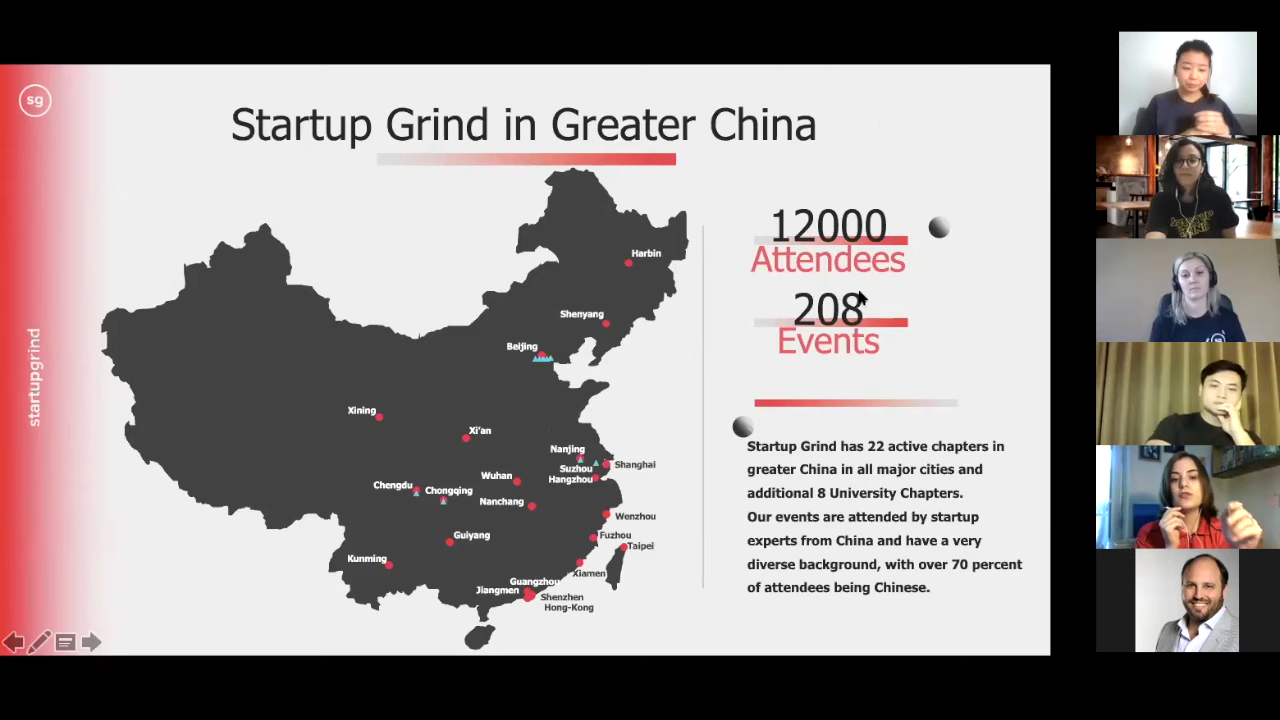 sg
Startup Grind in Greater China
startupgrind
Harbin
Shenyang
Beijing
Xining
Xi'an
Nanjing
Suzhou
Shanghai
Hangzhou
Wuhan
Chengdu
Chongqing
Nanchang
Wenzhou
Guiyang
Fuzhou
Taipei
Kunming
Xiamen
Guangzhou
Jiangmen
Shenzhen
Hong-Kong
12000
Attendees
208
Events
Startup Grind has 22 active chapters in
greater China in all major cities and
additional 8 University Chapters.
Our events are attended by startup
experts from China and have a very
diverse background, with over 70 percent
of attendees being Chinese.